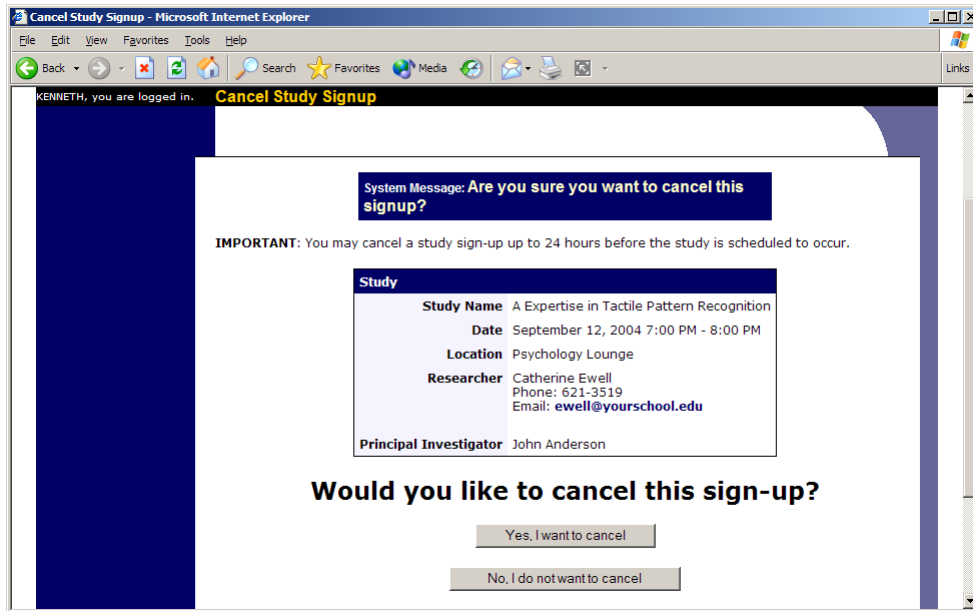 Cancel Study Signup - Microsoft Internet Explorer
File Edit View Favorites Tools Help
Back Search Favorites Media Links
KENNETH, you are logged in. Cancel Study Signup
System Message: Are you sure you want to cancel this
signup?
IMPORTANT: You may cancel a study sign-up up to 24 hours before the study is scheduled to occur.
Study
Study Name A Expertise in Tactile Pattern Recognition
Date September 12, 2004 7:00 PM - 8:00 PM
Location Psychology Lounge
Researcher Catherine Ewell
Phone: 621-3519
Email: ewell@yourschool.edu
Principal Investigator John Anderson
Would you like to cancel this sign-up?
Yes, I want to cancel
No, I do not want to cancel